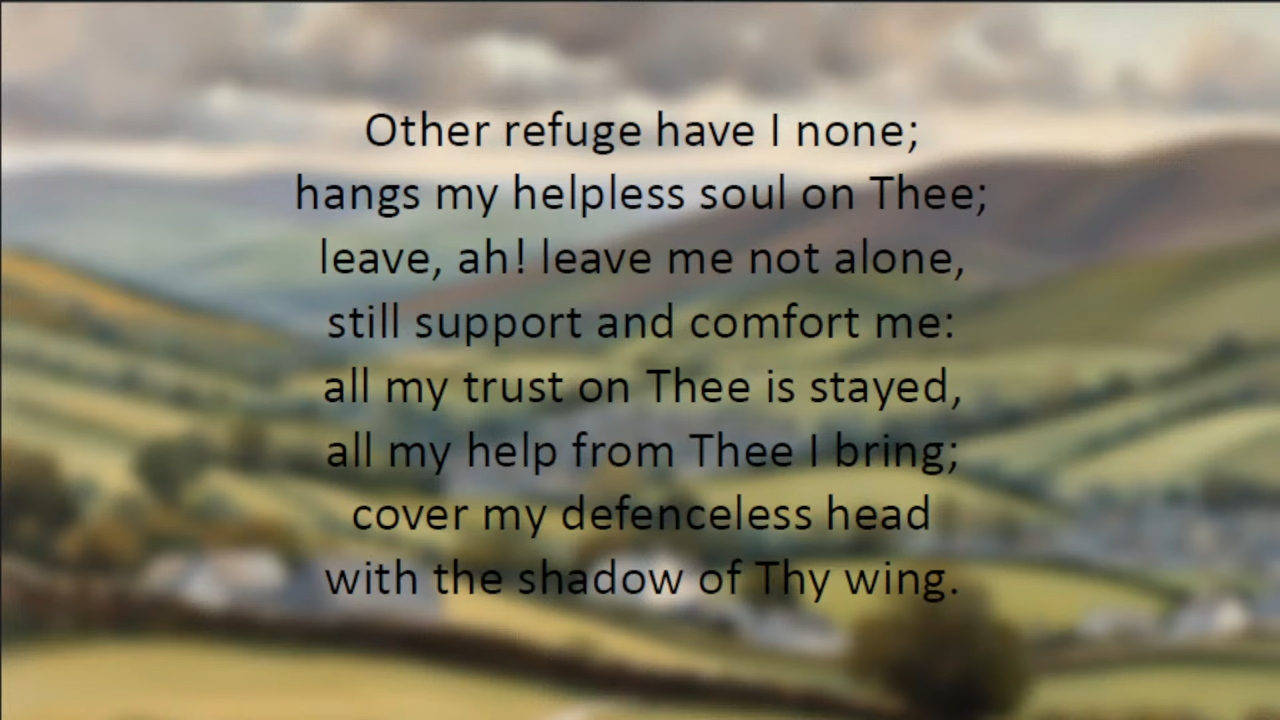 Other refuge have I none;
hangs my helpless soul on Thee;
leave, ah! leave me not alone,
still support and comfort me:
all my trust on Thee is stayed,
all my help from Thee I bring;
cover my defenceless head
with the shadow of Thy wing.